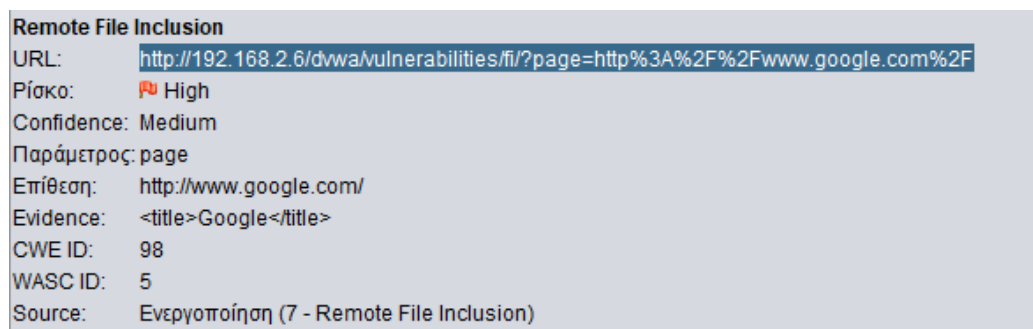 Remote File Inclusion
URL: http://192.168.2.6/dvwa/vulnerabilities/fi/?page=http%3A%2F%2Fwww.google.com%2F
Ρίσκο: High
Confidence: Medium
Παράμετρος: page
Επίθεση: http://www.google.com/
Evidence: <title>Google</title>
CWE ID: 98
WASC ID: 5
Source: Ενεργοποίηση (7 - Remote File Inclusion)